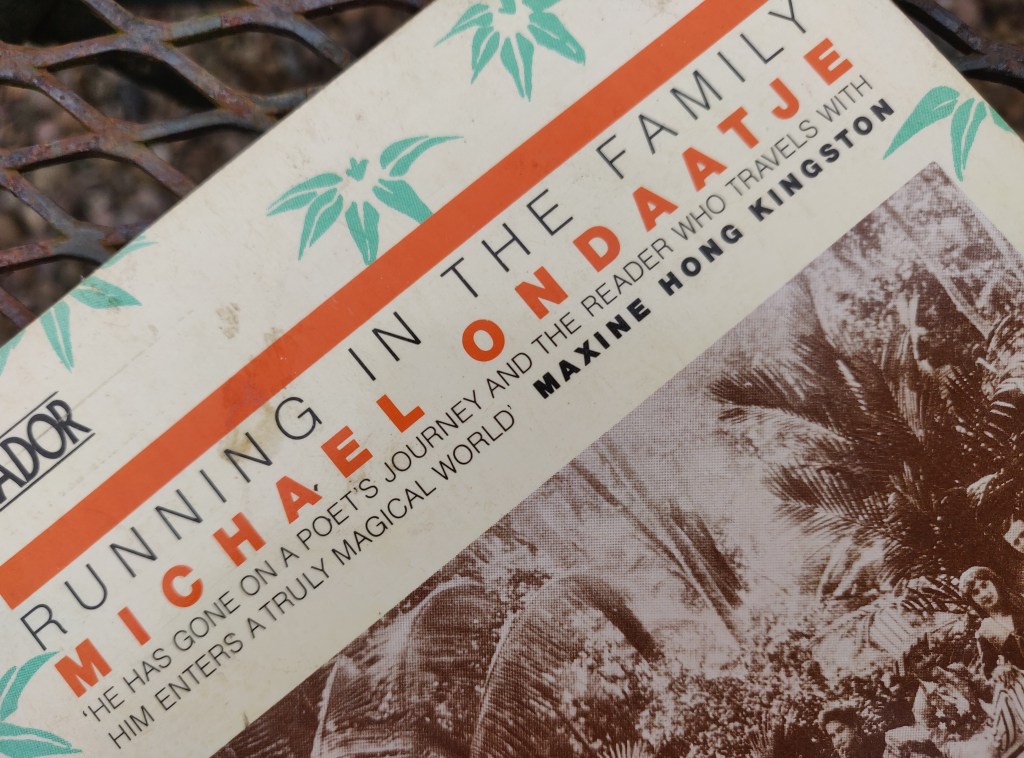 ADOR
RUNNING IN THE FAMILY
MICHAEL ONDAATJE
'HE HAS GONE ON A POET'S JOURNEY AND THE READER WHO TRAVELS WITH
HIM ENTERS A TRULY MAGICAL WORLD' MAXINE HONG KINGSTON